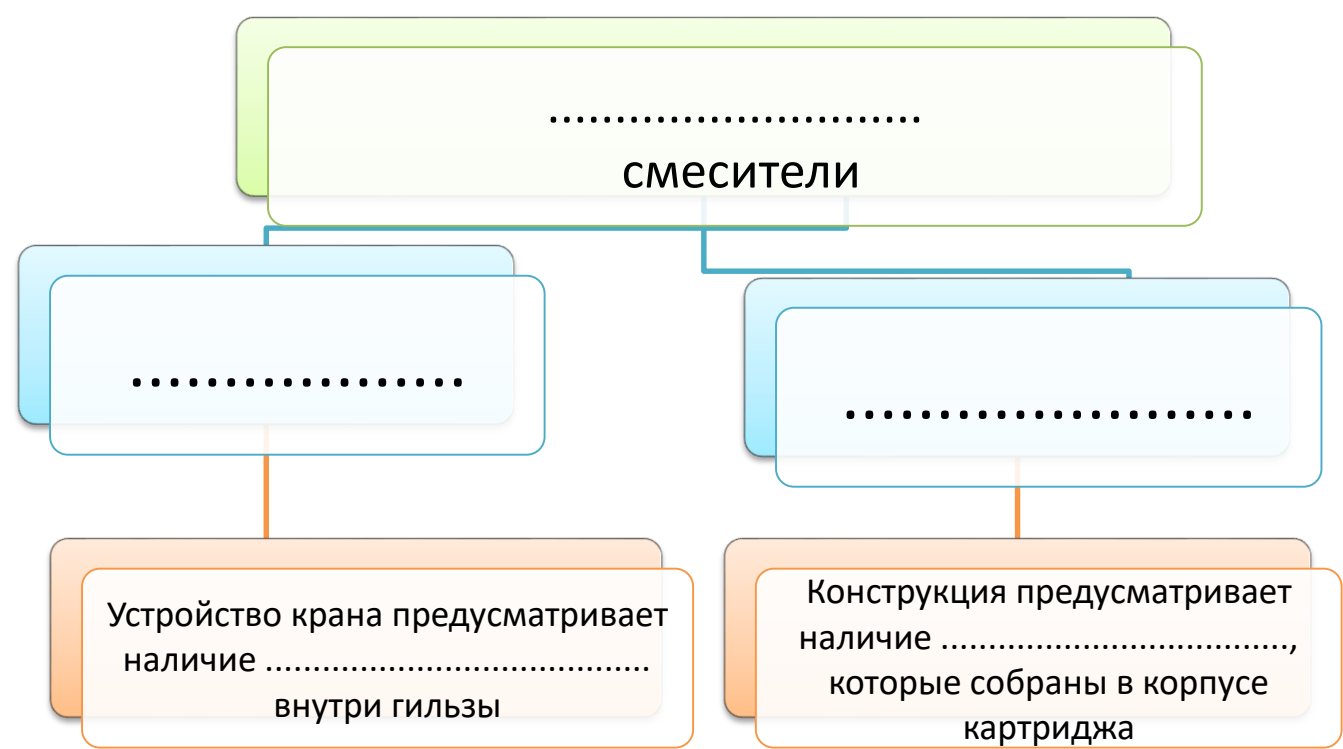 ............................
смесители
..................
......................
Устройство крана предусматривает
наличие ........................................
внутри гильзы
Конструкция предусматривает
наличие ....................................,
которые собраны в корпусе
картриджа